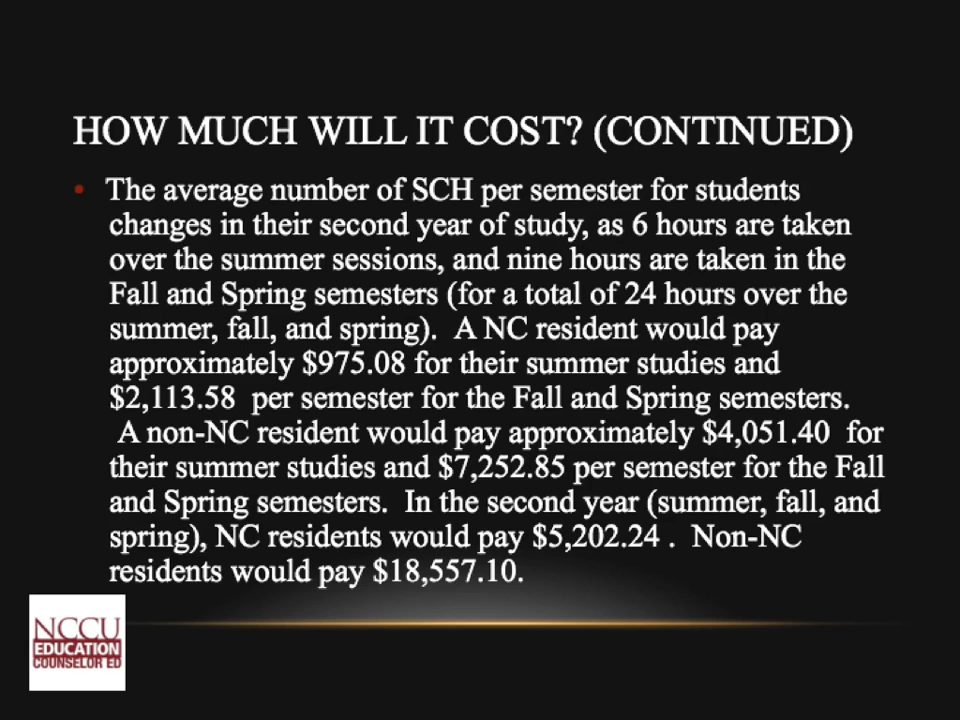 HOW MUCH WILL IT COST? (CONTINUED)
• The average number of SCH per semester for students
changes in their second year of study, as 6 hours are taken
over the summer sessions, and nine hours are taken in the
Fall and Spring semesters (for a total of 24 hours over the
summer, fall, and spring). A NC resident would pay
approximately $975.08 for their summer studies and
$2,113.58 per semester for the Fall and Spring semesters.
A non-NC resident would pay approximately $4,051.40 for
their summer studies and $7,252.85 per semester for the Fall
and Spring semesters. In the second year (summer, fall, and
spring), NC residents would pay $5,202.24 . Non-NC
residents would pay $18,557.10.
NCCU
EDUCATION
COUNSELOR ED